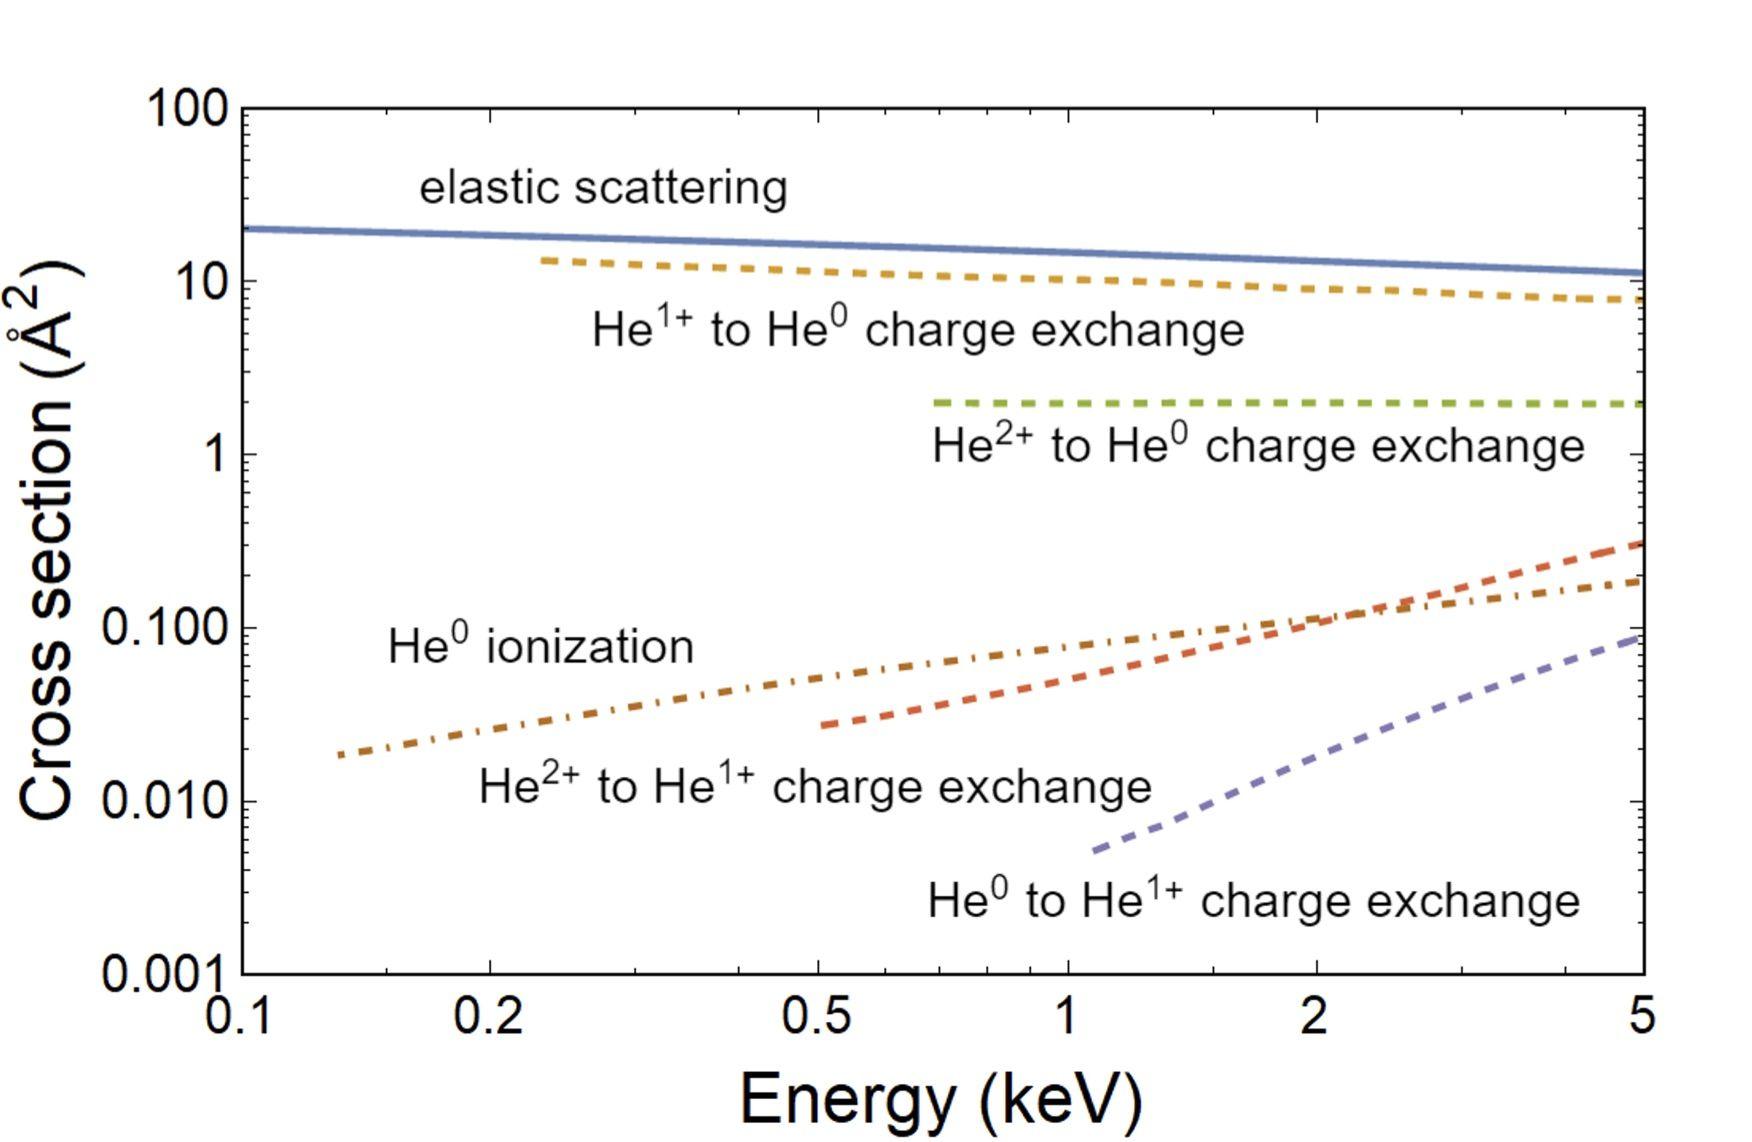 100
elastic scattering
10
He1+ to He0 charge exchange
1
He2+ to He0 charge exchange
0.100
He0 ionization
0.010
He2+ to He1+ charge exchange
He0 to He1+ charge exchange
0.001
0.1 0.2 0.5 1 2 5
Energy (keV)
Cross section (Å2)